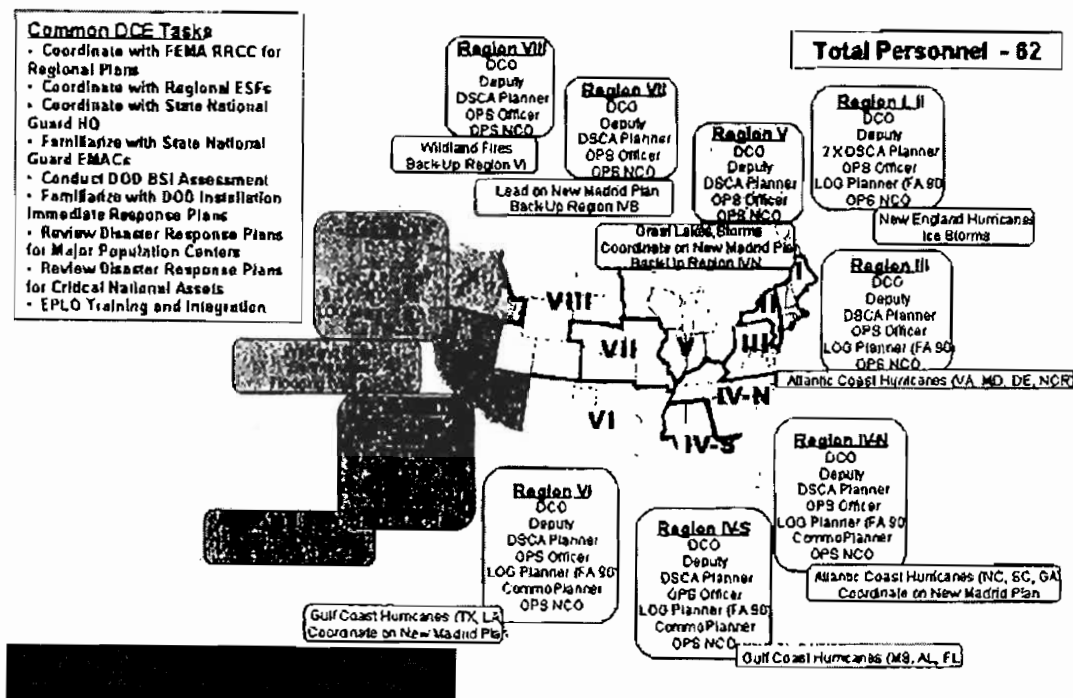 Common DCE Tasks
• Coordinate with FEMA RRCC for
Regional Plans
• Coordinate with Regional ESFs
• Coordinate with State National
Guard HQ
• Familiarize with State National
Guard EMACs
• Conduct DOD BSI Assessment
• Familiarize with DOD Installation
Immediate Response Plans
• Review Disaster Response Plans
for Major Population Centers
• Review Disaster Response Plans
for Critical National Assets
• EPLO Training and Integration
Total Personnel - 62
Region VIII
DCO
Deputy
DSCA Planner
OPS Officer
OPS NCO
Wildland Fires
Back-Up Region VI
Region VII
DCO
Deputy
DSCA Planner
OPS Officer
OPS NCO
Lead on New Madrid Plan
Back-Up Region IVS
Region V
DCO
Deputy
DSCA Planner
OPS Officer
OPS NCO
Great Lakes Storms
Coordinate on New Madrid Pla
Back-Up Region IVN
Region I, II
DCO
Deputy
2X DSCA Planner
OPS Officer
LOG Planner (FA 90)
OPS NCO
New England Hurricanes
Ice Storms
Region III
DCO
Deputy
DSCA Planner
OPS Officer
LOG Planner (FA 90)
OPS NCO
Atlantic Coast Hurricanes (VA, MD, DE, NCR)
I
II
III
VIII
VII
V
IV-N
VI
IV-S
Region IV-N
DCO
Deputy
DSCA Planner
OPS Officer
LOG Planner (FA 90
Commo Planner
OPS NCO
Atlantic Coast Hurricanes (NC, SC, GA)
Coordinate on New Madrid Plan
Region VI
DCO
Deputy
DSCA Planner
OPS Officer
LOG Planner (FA 90)
Commo Planner
OPS NCO
Gulf Coast Hurricanes (TX, LA
Coordinate on New Madrid Plan
Region IV-S
DCO
Deputy
DSCA Planner
OPS Officer
LOG Planner (FA 90)
Commo Planner
OPS NCO
Gulf Coast Hurricanes (MS, AL, FL